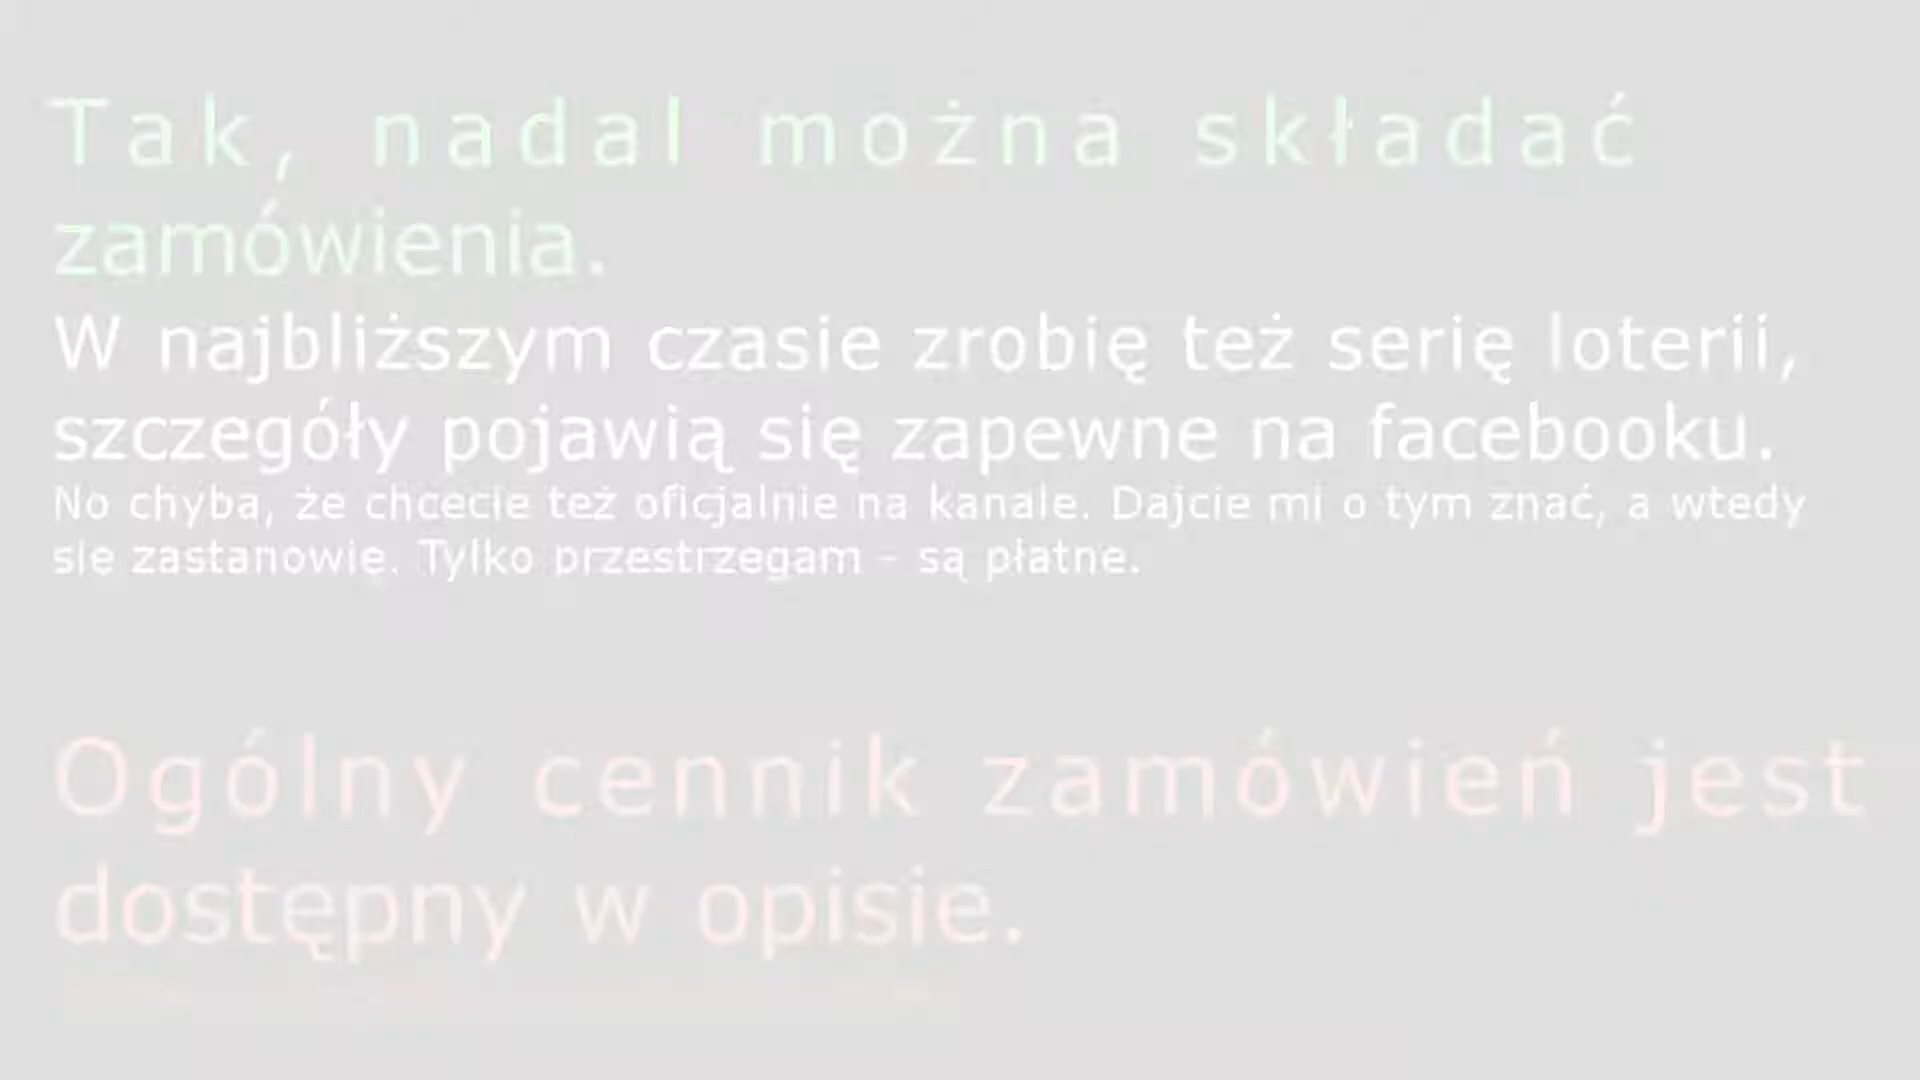 Tak, nadal można składać
zamówienia.
W najbliższym czasie zrobię też serię loterii,
szczegóły pojawią się zapewne na facebooku.
No chyba, że chcecie też oficjalnie na kanale. Dajcie mi o tym znać, a wtedy
sie zastanowie. Tylko przestrzegam - są płatne.
Ogólny cennik zamówień jest
dostępny w opisie.